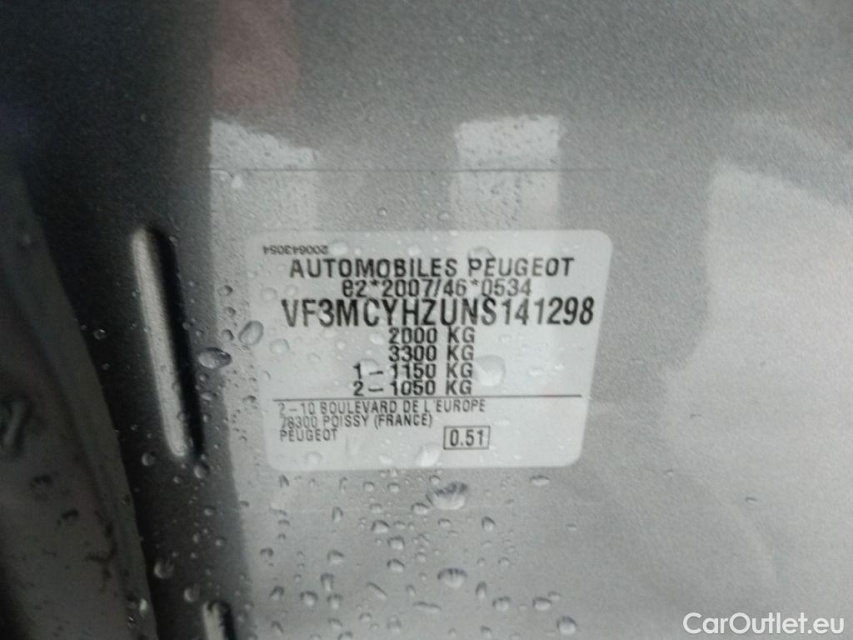 200643054
AUTOMOBILES PEUGEOT
e2*2007/46*0534
VF3MCYHZUNS141298
2000 KG
3300 KG
1-1150 KG
2-1050 KG
2-10 BOULEVARD DE L'EUROPE
78300 POISSY (FRANCE)
PEUGEOT
0.51
CarOutlet.eu